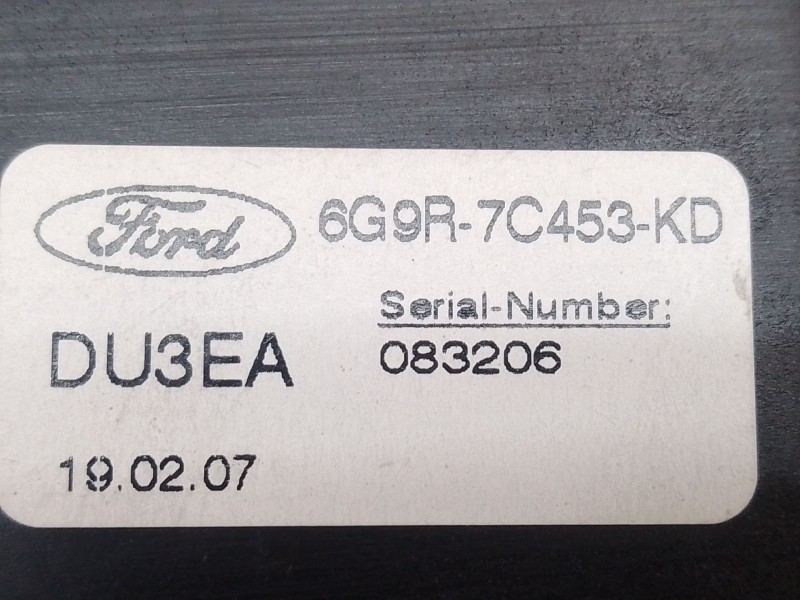 Ford 6G9R-7C453-KD
Serial-Number:
DU3EA 083206
19.02.07